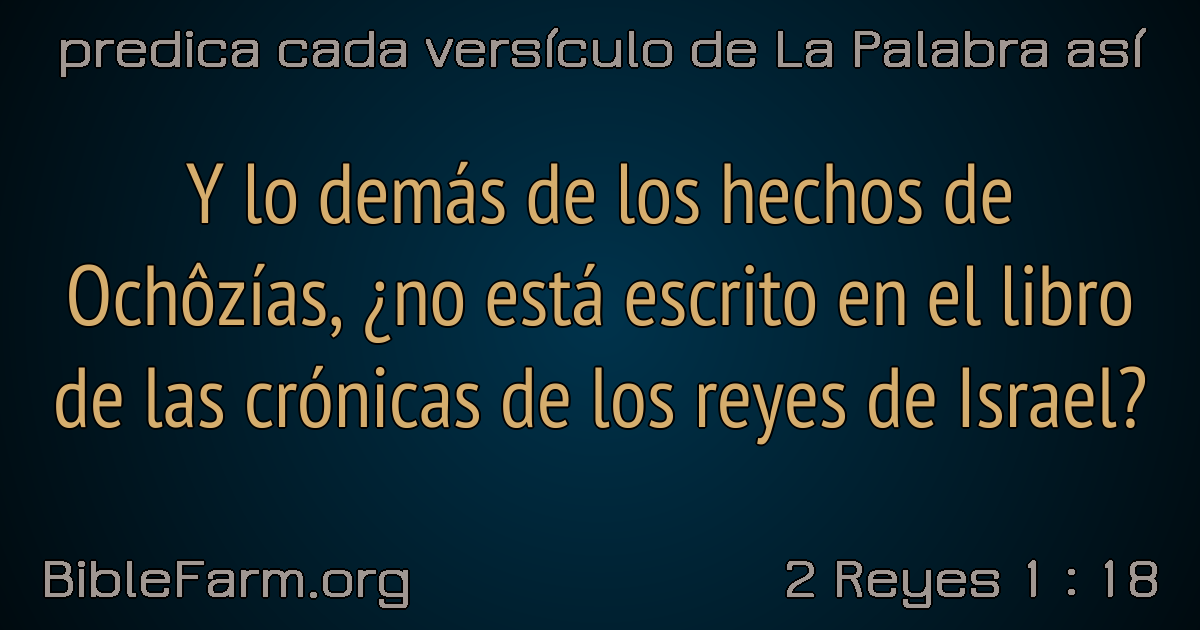 predica cada versículo de La Palabra así
Y lo demás de los hechos de
Ochôzías, ¿no está escrito en el libro
de las crónicas de los reyes de Israel?
BibleFarm.org
2 Reyes 1 : 18